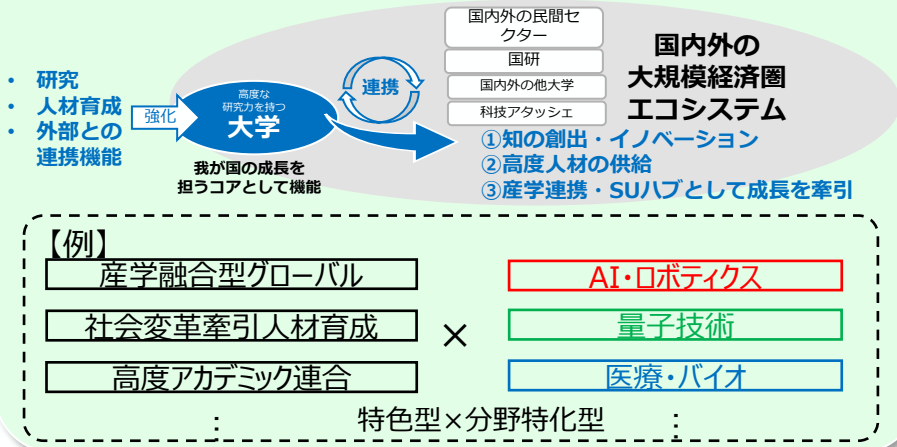 ・ 研究
・ 人材育成
・ 外部との
連携機能
強化
高度な
研究力を持つ
大学
我が国の成長を
担うコアとして機能
連携
国内外の民間セ
クター
国研
国内外の他大学
科技アタッシェ
国内外の
大規模経済圏
エコシステム
①知の創出・イノベーション
②高度人材の供給
③産学連携・SUハブとして成長を牽引
【例】
産学融合型グローバル
社会変革牽引人材育成
高度アカデミック連合
×
AI・ロボティクス
量子技術
医療・バイオ
: 特色型×分野特化型 :